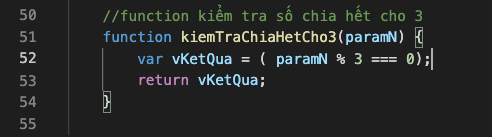 50 //function kiểm tra số chia hết cho 3
51 function kiemTraChiaHetCho3(paramN) {
52 var vKetQua = ( paramN % 3 === 0);
53 return vKetQua;
54 }
55